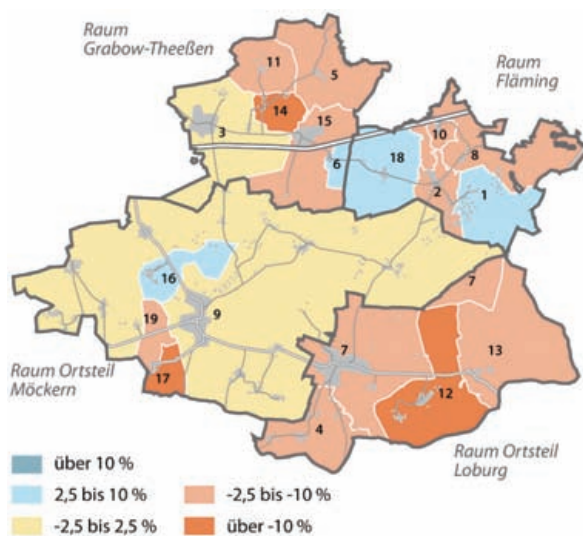 Raum
Grabow-Theeßen
Raum
Fläming
11
5
14
15
3
10
8
6
18
2
1
16
7
19
9
7
13
17
12
4
Raum Ortsteil
Möckern
Raum Ortsteil
Loburg
über 10 %
2,5 bis 10 %
-2,5 bis -10 %
-2,5 bis 2,5 %
über -10 %